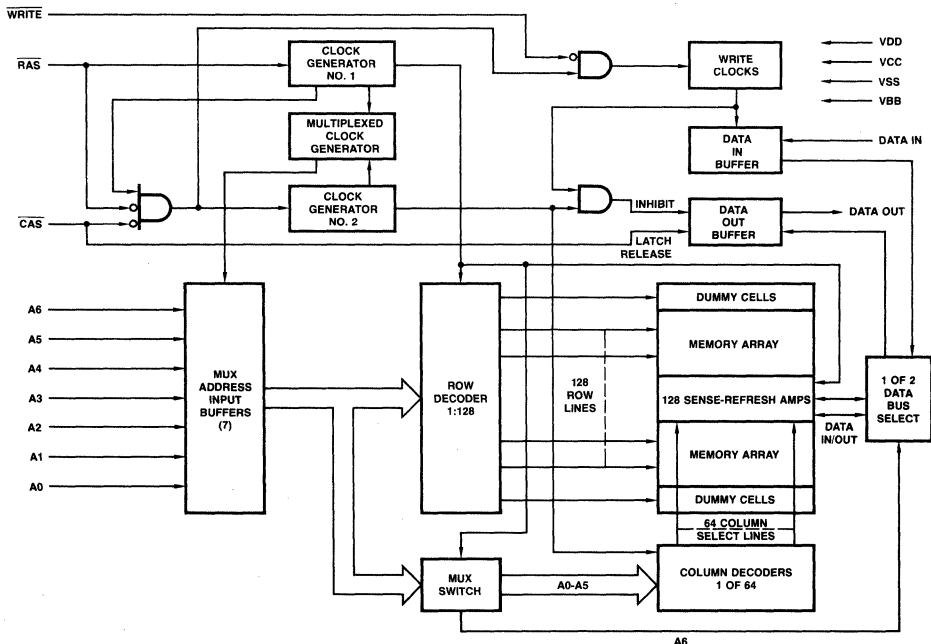 WRITE
RAS
CLOCK
GENERATOR
NO. 1
WRITE CLOCKS
VDD
VCC
VSS
VBB
MULTIPLEXED
CLOCK
GENERATOR
DATA
IN
BUFFER
DATA IN
CAS
CLOCK
GENERATOR
NO. 2
INHIBIT
LATCH
RELEASE
DATA
OUT
BUFFER
DATA OUT
A6
A5
A4
A3
A2
A1
A0
MUX
ADDRESS
INPUT
BUFFERS
(7)
ROW
DECODER
1:128
128
ROW
LINES
DUMMY CELLS
MEMORY ARRAY
128 SENSE-REFRESH AMPS
MEMORY ARRAY
DUMMY CELLS
DATA
IN/OUT
1 OF 2
DATA
BUS
SELECT
64 COLUMN
SELECT LINES
MUX
SWITCH
A0-A5
COLUMN DECODERS
1 OF 64
A6